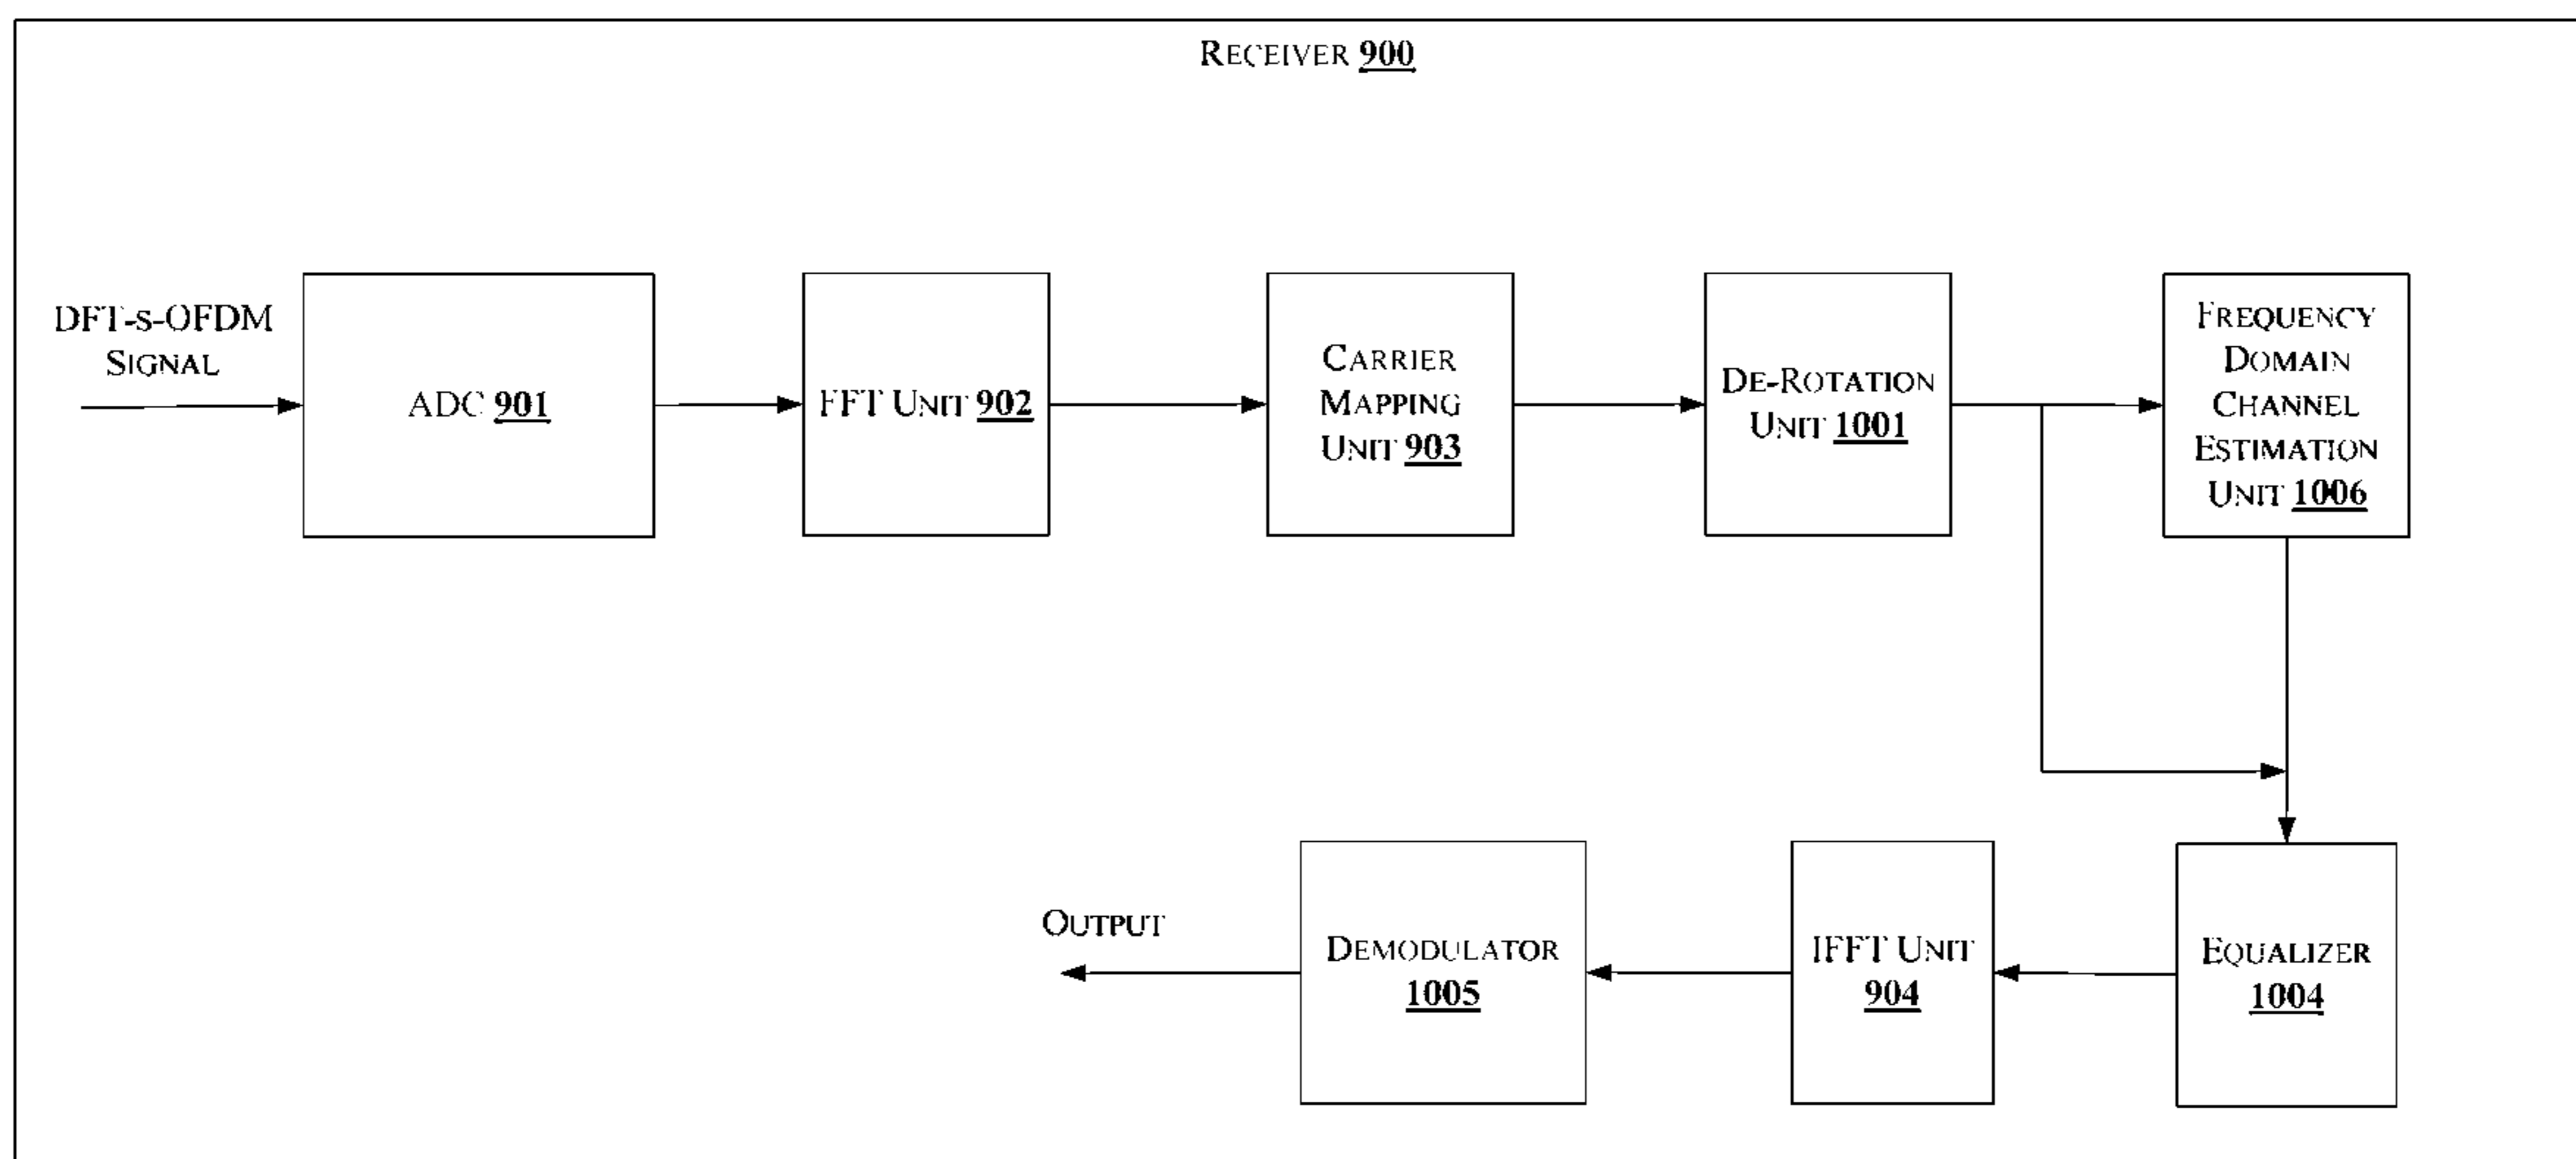 RECEIVER 900
DFT-S-OFDM
SIGNAL
ADC 901
FFT UNIT 902
CARRIER
MAPPING
UNIT 903
DE-ROTATION
UNIT 1001
FREQUENCY
DOMAIN
CHANNEL
ESTIMATION
UNIT 1006
OUTPUT
DEMODULATOR
1005
IFFT UNIT
904
EQUALIZER
1004